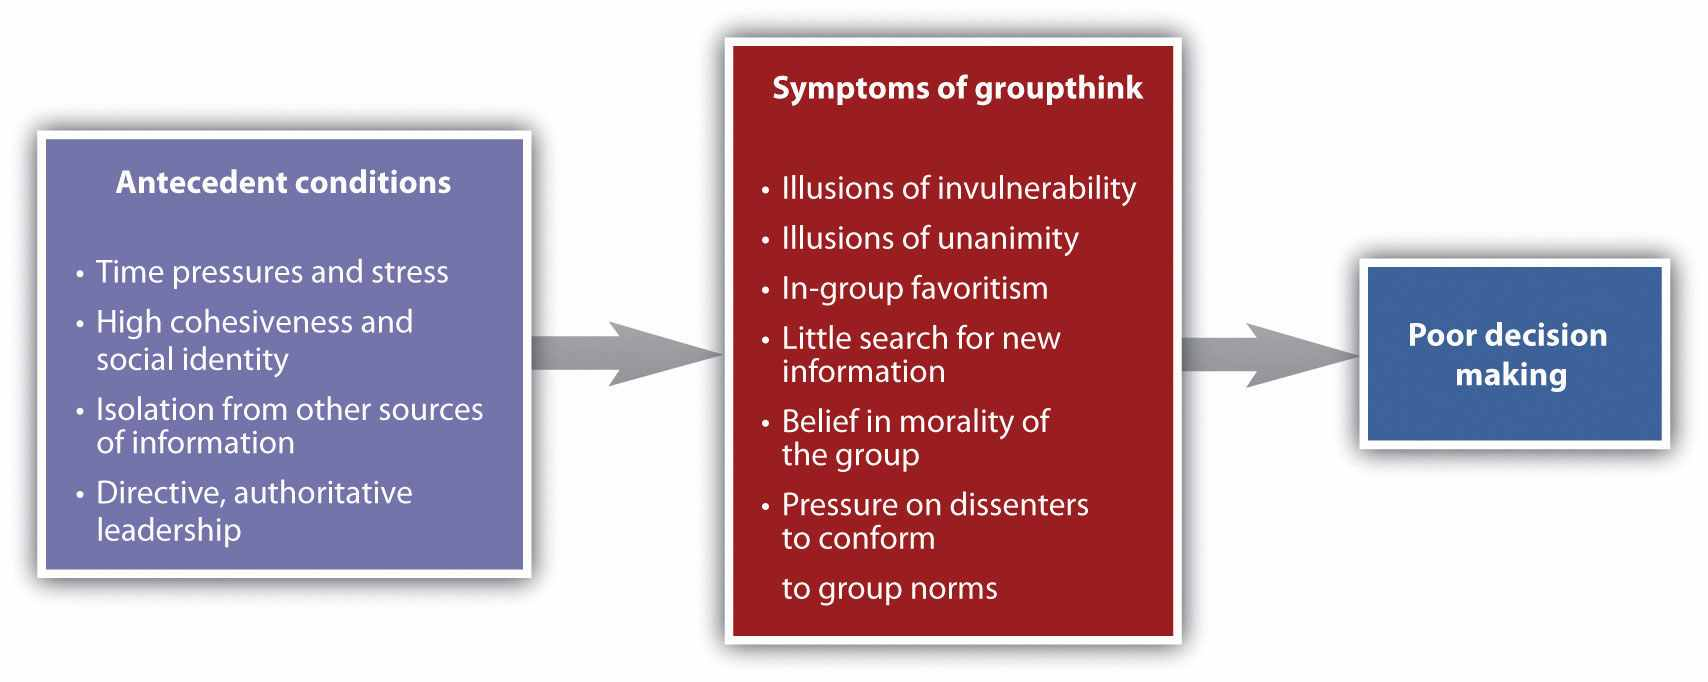 Antecedent conditions
• Time pressures and stress
• High cohesiveness and
social identity
• Isolation from other sources
of information
• Directive, authoritative
leadership
Symptoms of groupthink
• Illusions of invulnerability
• Illusions of unanimity
• In-group favoritism
• Little search for new
information
• Belief in morality of
the group
• Pressure on dissenters
to conform
to group norms
Poor decision
making